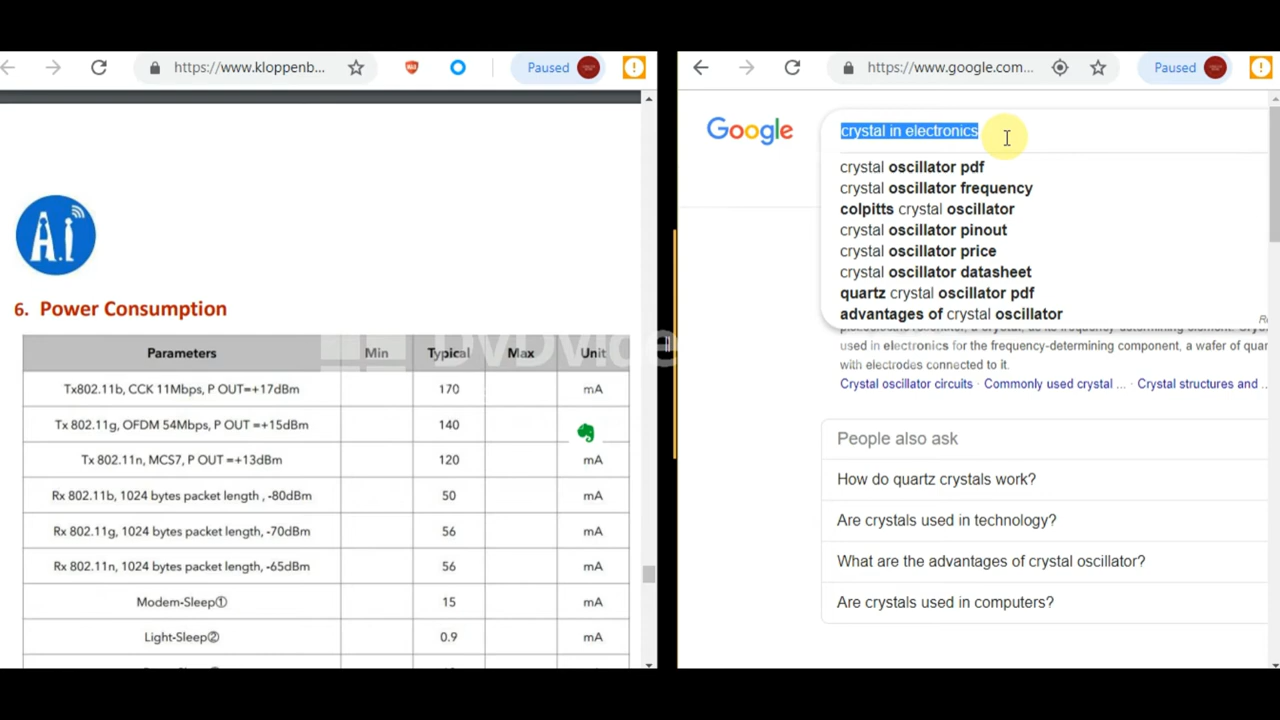 https://www.kloppenb...
Paused
A.i
6. Power Consumption
Parameters Min Typical Max Unit
Tx802.11b, CCK 11Mbps, P OUT=+17dBm 170 mA
Tx 802.11g, OFDM 54Mbps, P OUT =+15dBm 140
Tx 802.11n, MCS7, P OUT =+13dBm 120 mA
Rx 802.11b, 1024 bytes packet length , -80dBm 50 mA
Rx 802.11g, 1024 bytes packet length, -70dBm 56 mA
Rx 802.11n, 1024 bytes packet length, -65dBm 56 mA
Modem-Sleep① 15 mA
Light-Sleep② 0.9 mA
DVDVide
https://www.google.com...
Paused
Google
crystal in electronics
crystal oscillator pdf
crystal oscillator frequency
colpitts crystal oscillator
crystal oscillator pinout
crystal oscillator price
crystal oscillator datasheet
quartz crystal oscillator pdf
advantages of crystal oscillator
used in electronics for the frequency-determining component, a wafer of quar
with electrodes connected to it.
Crystal oscillator circuits · Commonly used crystal ... · Crystal structures and ...
People also ask
How do quartz crystals work?
Are crystals used in technology?
What are the advantages of crystal oscillator?
Are crystals used in computers?